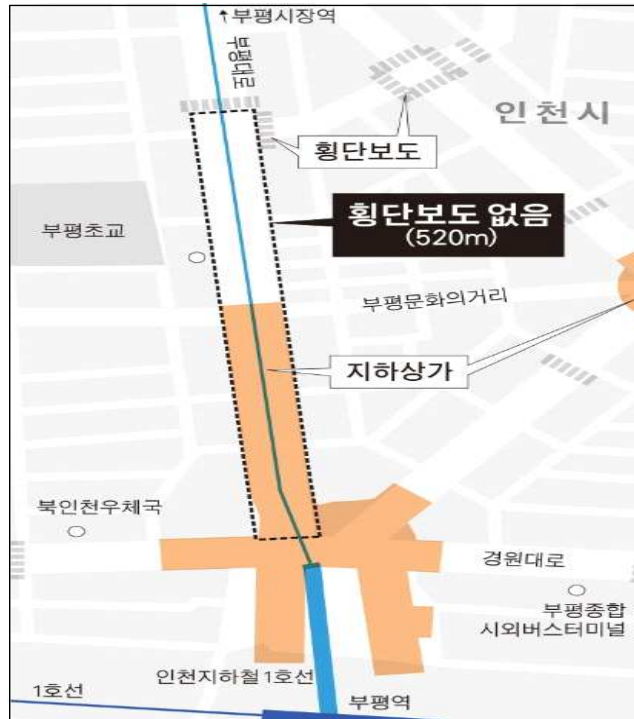 ↑부평시장역
부평대로
인천시
횡단보도
횡단보도 없음
(520m)
부평초교
부평문화의거리
지하상가
북인천우체국
경원대로
부평종합
시외버스터미널
인천지하철 1호선
1호선
부평역